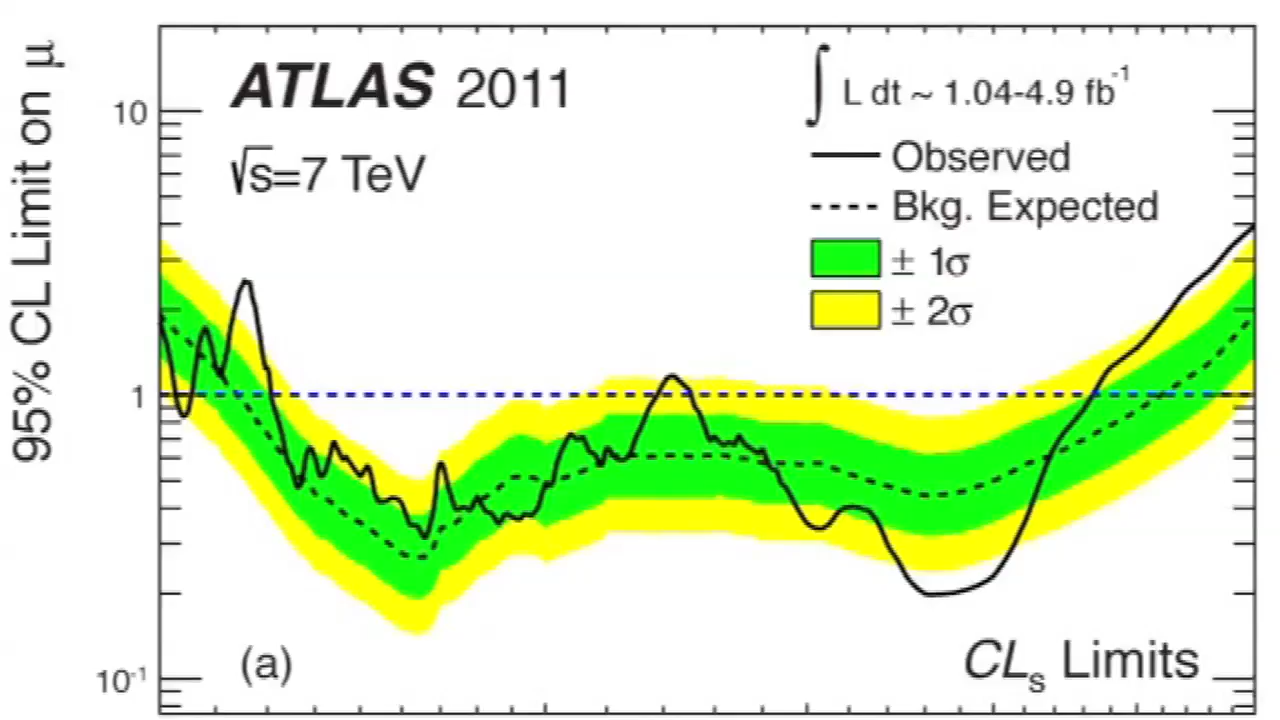 ATLAS 2011
√s=7 TeV
∫ L dt ~ 1.04-4.9 fb⁻¹
Observed
Bkg. Expected
± 1σ
± 2σ
95% CL Limit on μ
10
1
10⁻¹
(a)
CLₛ Limits